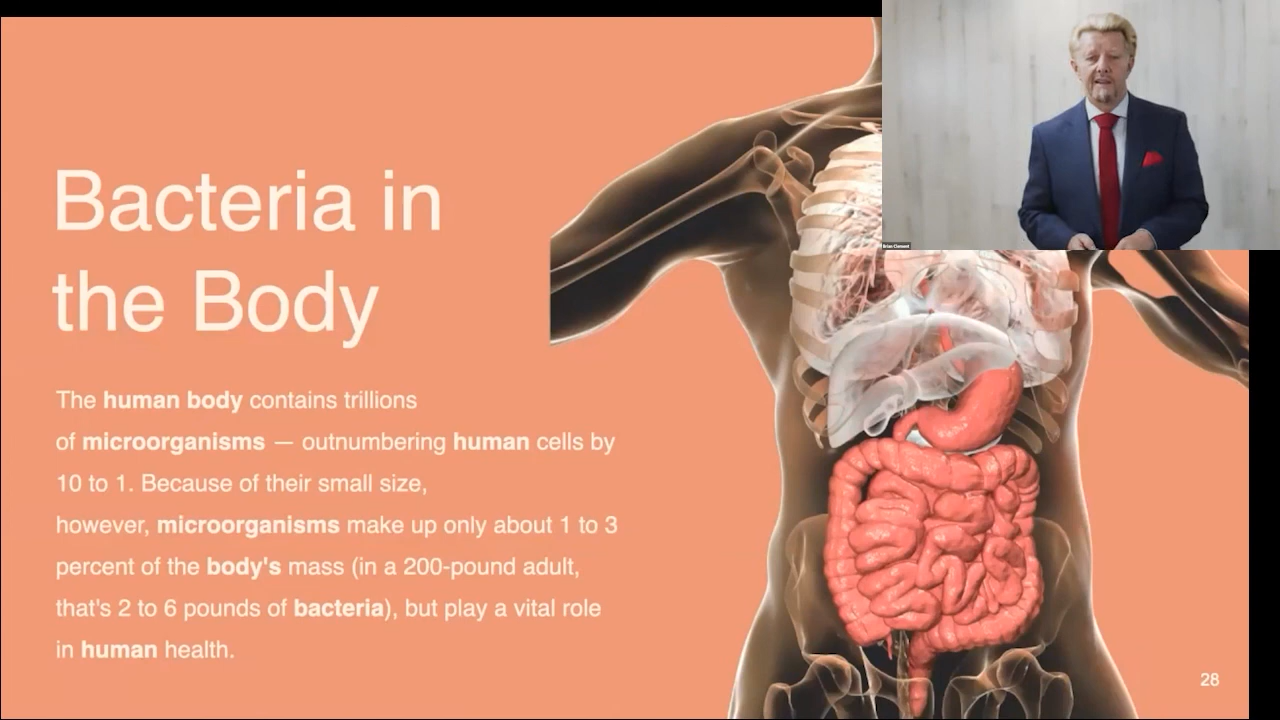 Brian Clement
Bacteria in
the Body
The human body contains trillions
of microorganisms — outnumbering human cells by
10 to 1. Because of their small size,
however, microorganisms make up only about 1 to 3
percent of the body's mass (in a 200-pound adult,
that's 2 to 6 pounds of bacteria), but play a vital role
in human health.
28